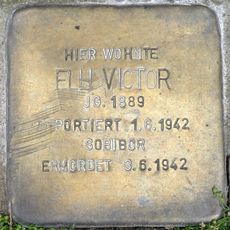 HIER WOHNTE
ELLI VICTOR
JG. 1889
DEPORTIERT 1.6.1942
SOBIBOR
ERMORDET 3.6.1942